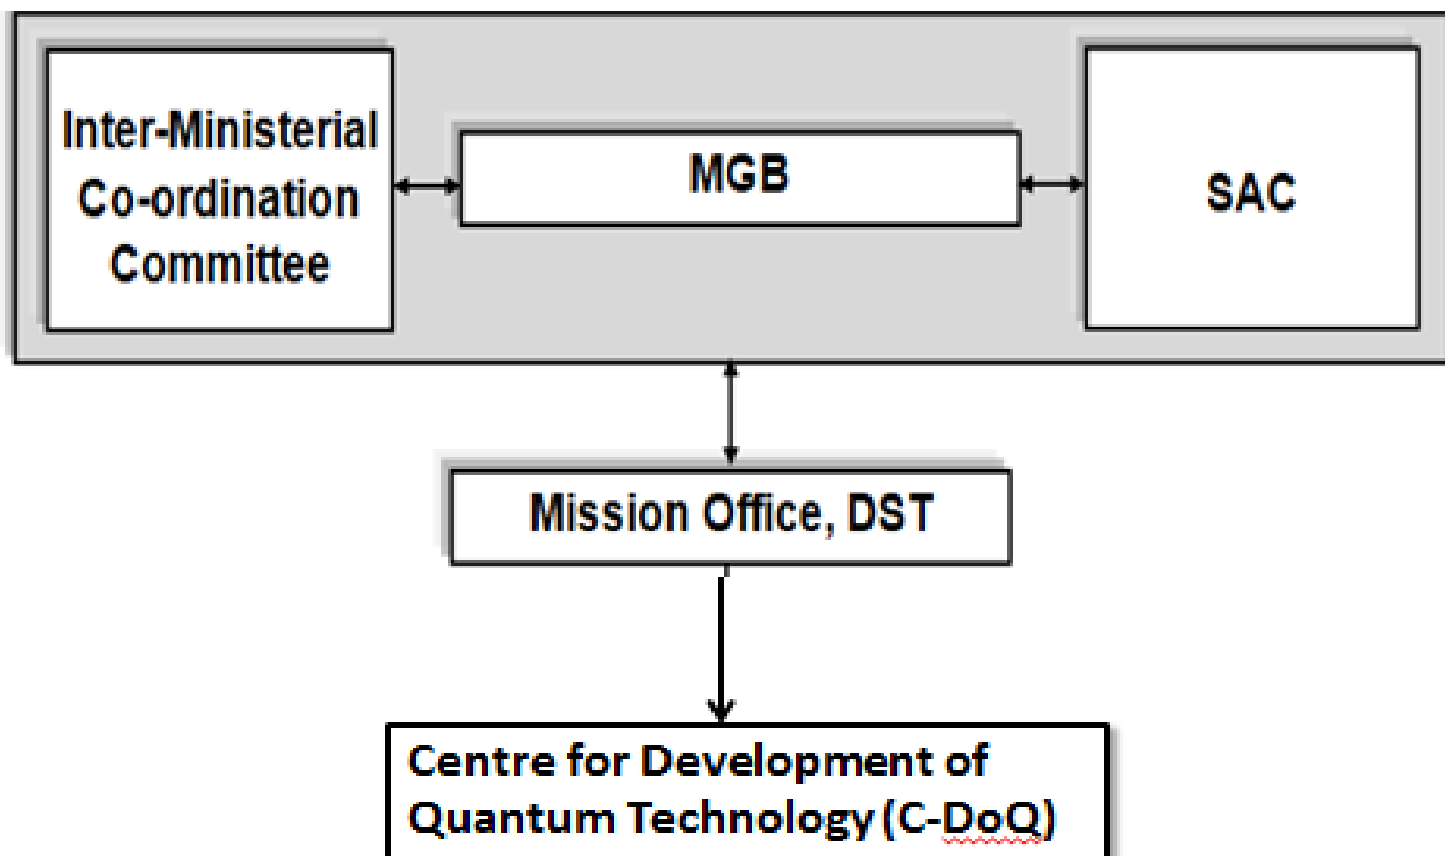 Inter-Ministerial
Co-ordination
Committee
MGB
SAC
Mission Office, DST
Centre for Development of
Quantum Technology (C-DoQ)